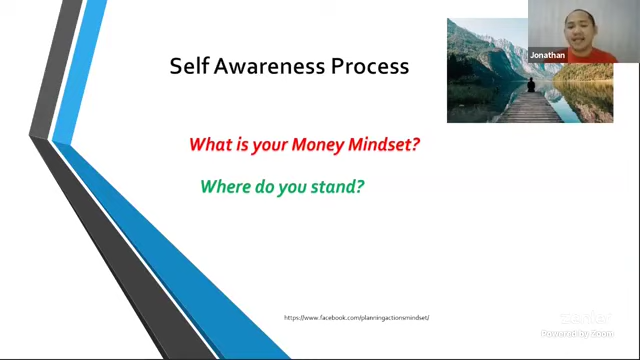 Jonathan
Self Awareness Process
What is your Money Mindset?
Where do you stand?
https://www.facebook.com/planningactionsmindset/
zoom
Powered by Zoom